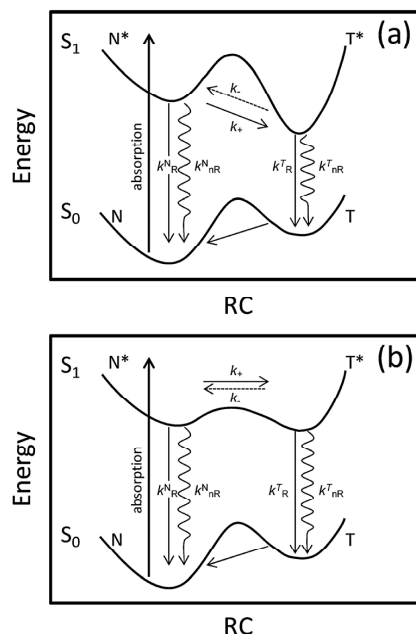 (a)
S1 N* T*
k-
k+
absorption
kNR kNnR kTR kTnR
S0 N T
Energy
RC
(b)
S1 N* T*
k+
k-
absorption
kNR kNnR kTR kTnR
S0 N T
Energy
RC